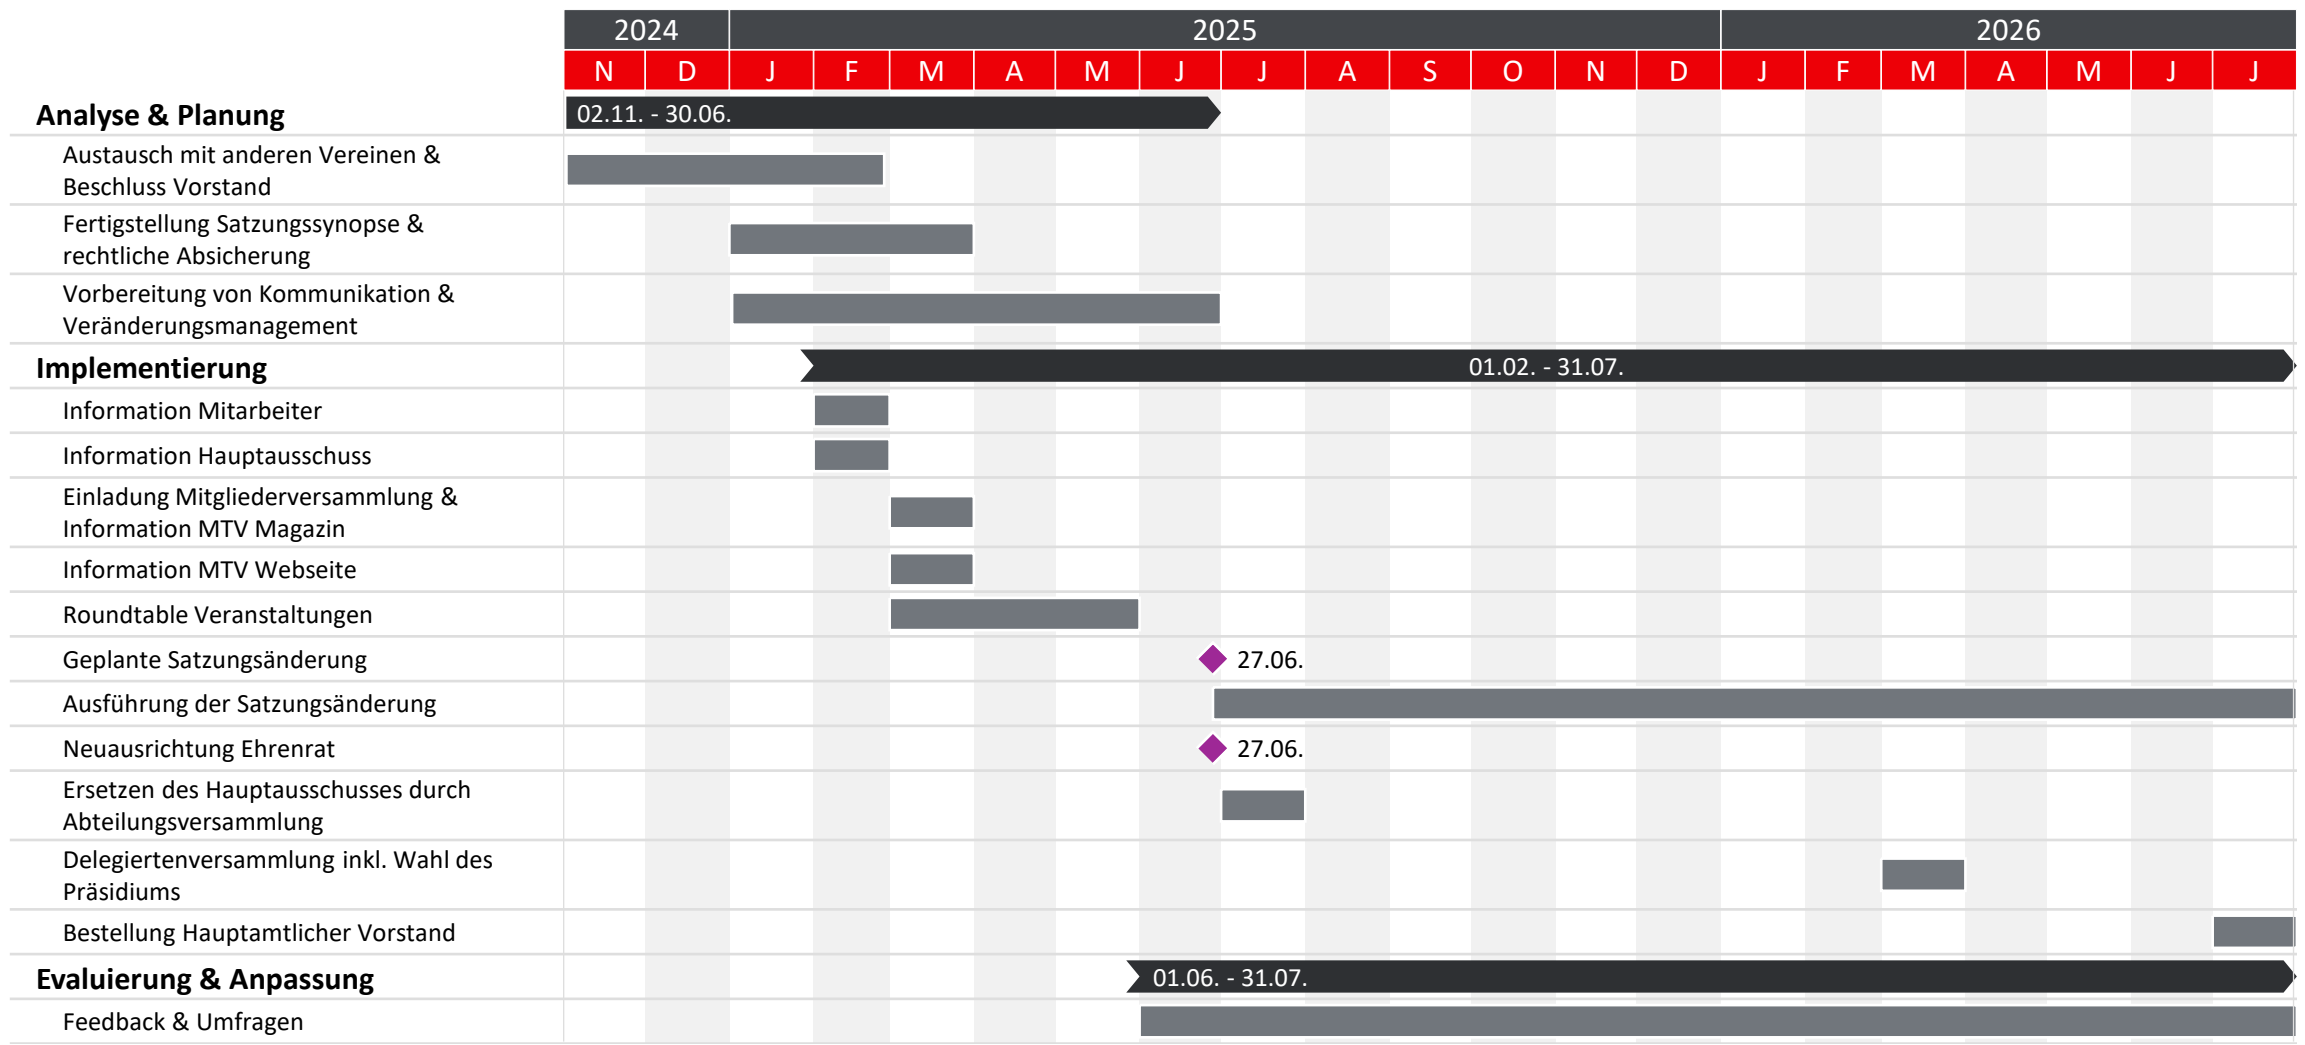 2024 2025 2026
N D J F M A M J J A S O N D J F M A M J J
Analyse & Planung 02.11. - 30.06.
Austausch mit anderen Vereinen &
Beschluss Vorstand
Fertigstellung Satzungssynopse &
rechtliche Absicherung
Vorbereitung von Kommunikation &
Veränderungsmanagement
Implementierung 01.02. - 31.07.
Information Mitarbeiter
Information Hauptausschuss
Einladung Mitgliederversammlung &
Information MTV Magazin
Information MTV Webseite
Roundtable Veranstaltungen
Geplante Satzungsänderung 27.06.
Ausführung der Satzungsänderung
Neuausrichtung Ehrenrat 27.06.
Ersetzen des Hauptausschusses durch
Abteilungsversammlung
Delegiertenversammlung inkl. Wahl des
Präsidiums
Bestellung Hauptamtlicher Vorstand
Evaluierung & Anpassung 01.06. - 31.07.
Feedback & Umfragen